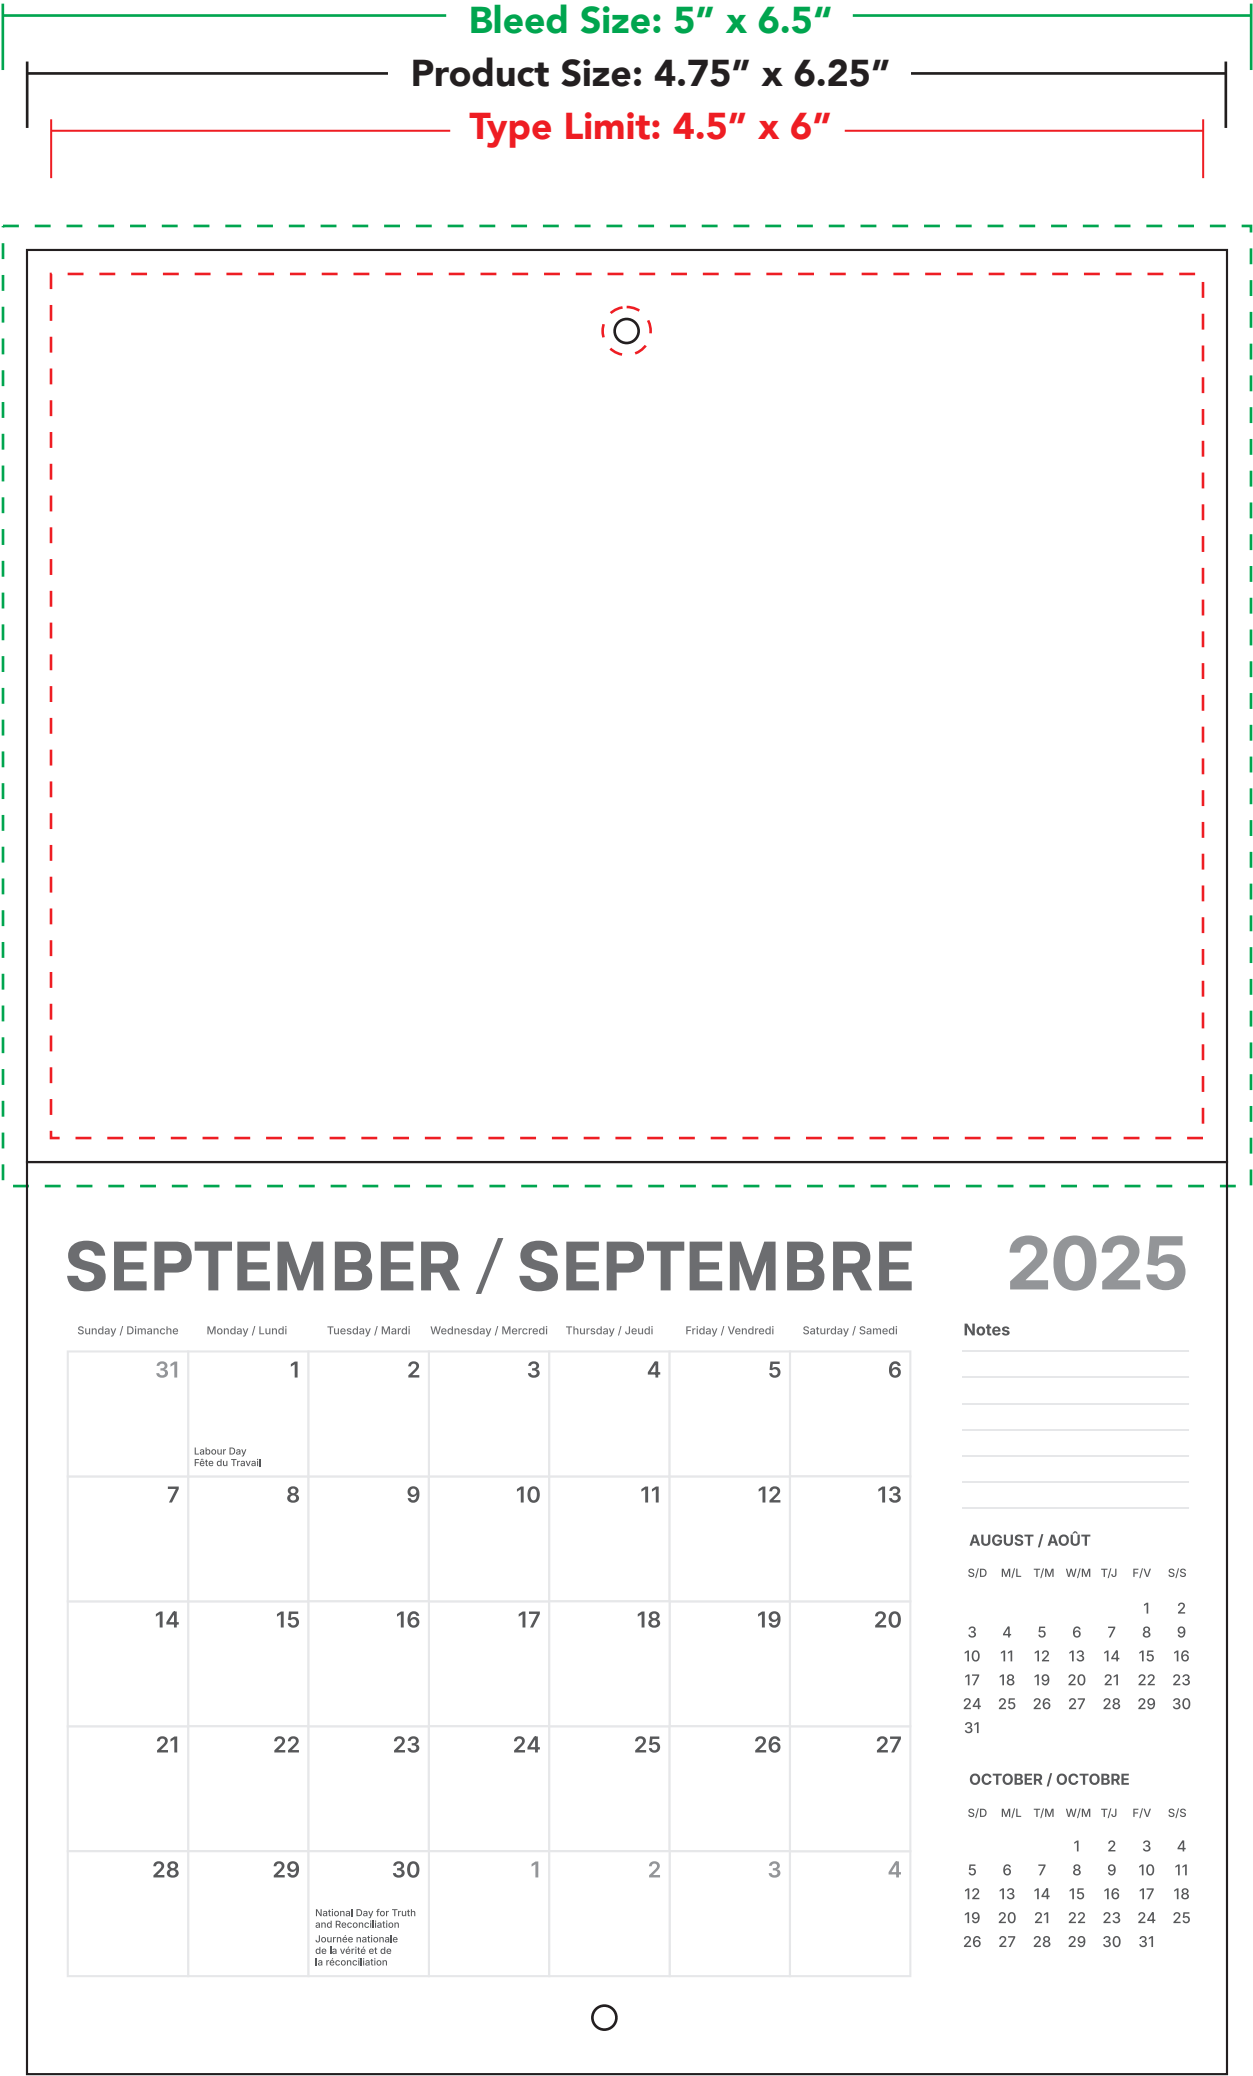 Bleed Size: 5” x 6.5”
Product Size: 4.75” x 6.25”
Type Limit: 4.5” x 6”
SEPTEMBER / SEPTEMBRE 2025
Sunday / Dimanche Monday / Lundi Tuesday / Mardi Wednesday / Mercredi Thursday / Jeudi Friday / Vendredi Saturday / Samedi
31 1 2 3 4 5 6
Labour Day
Fête du Travail
7 8 9 10 11 12 13
14 15 16 17 18 19 20
21 22 23 24 25 26 27
28 29 30 1 2 3 4
National Day for Truth
and Reconciliation
Journée nationale
de la vérité et de
la réconciliation
Notes
AUGUST / AOÛT
S/D M/L T/M W/M T/J F/V S/S
1 2
3 4 5 6 7 8 9
10 11 12 13 14 15 16
17 18 19 20 21 22 23
24 25 26 27 28 29 30
31
OCTOBER / OCTOBRE
S/D M/L T/M W/M T/J F/V S/S
1 2 3 4
5 6 7 8 9 10 11
12 13 14 15 16 17 18
19 20 21 22 23 24 25
26 27 28 29 30 31